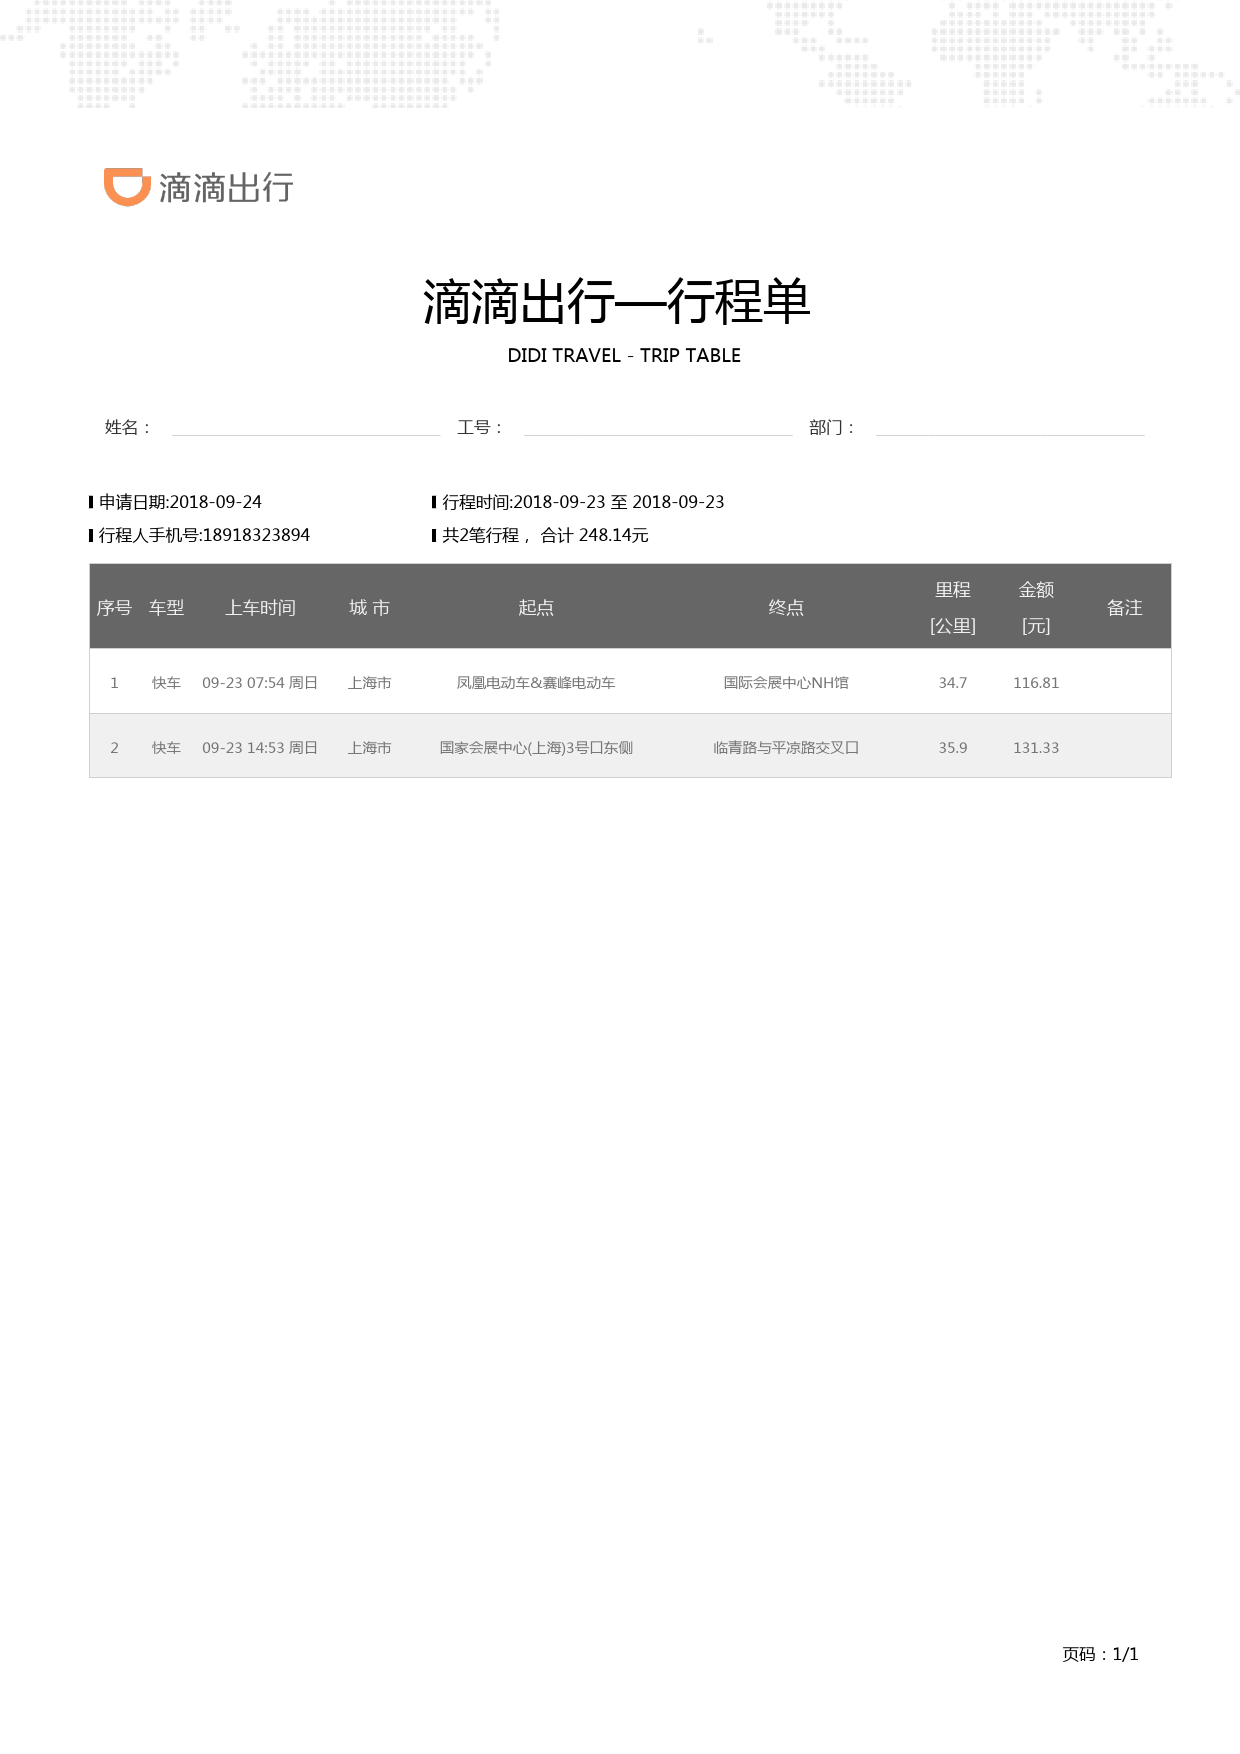 滴滴出行
滴滴出行—行程单
DIDI TRAVEL - TRIP TABLE
姓名： 工号： 部门：
申请日期:2018-09-24 行程时间:2018-09-23 至 2018-09-23
行程人手机号:18918323894 共2笔行程， 合计 248.14元
序号 车型 上车时间 城 市 起点 终点 里程 [公里] 金额 [元] 备注
1 快车 09-23 07:54 周日 上海市 凤凰电动车&赛峰电动车 国际会展中心NH馆 34.7 116.81
2 快车 09-23 14:53 周日 上海市 国家会展中心(上海)3号口东侧 临青路与平凉路交叉口 35.9 131.33
页码：1/1